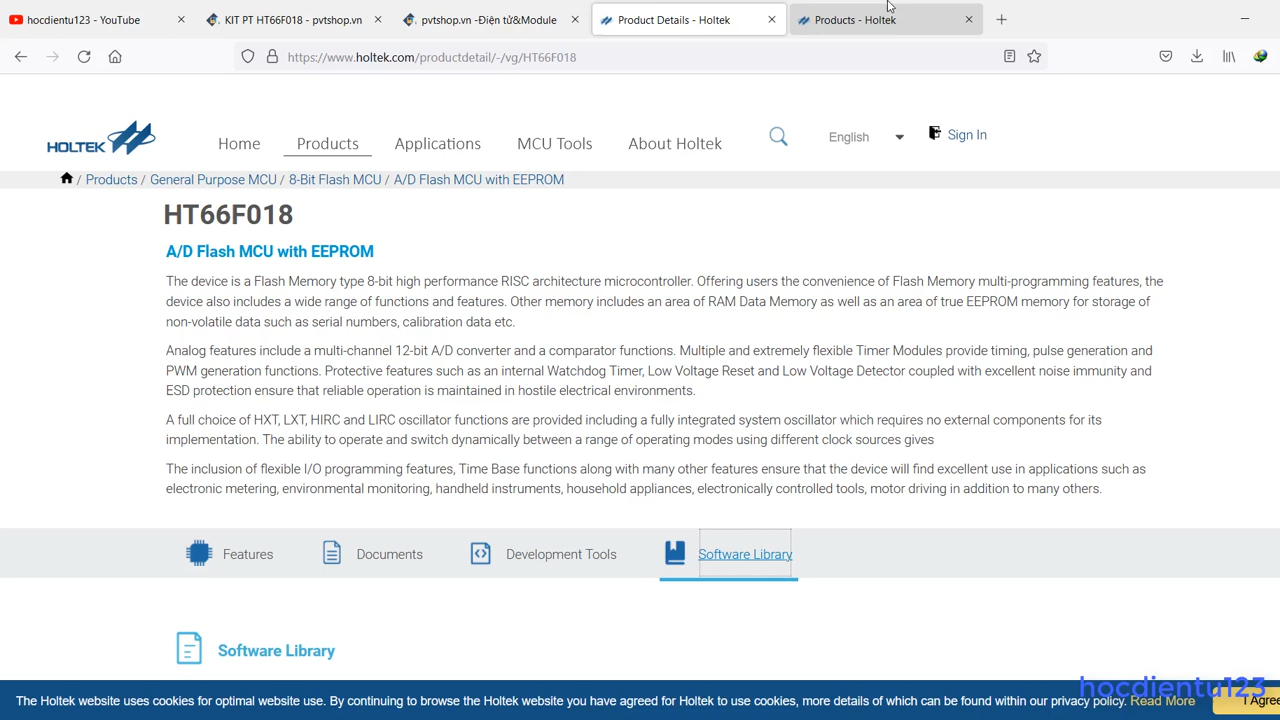 hocdientu123 - YouTube
KIT PT HT66F018 - pvtshop.vn
pvtshop.vn -Điện tử&Module
Product Details - Holtek
Products - Holtek
https://www.holtek.com/productdetail/-/vg/HT66F018
HOLTEK
Home
Products
Applications
MCU Tools
About Holtek
English
Sign In
/ Products / General Purpose MCU / 8-Bit Flash MCU / A/D Flash MCU with EEPROM
HT66F018
A/D Flash MCU with EEPROM
The device is a Flash Memory type 8-bit high performance RISC architecture microcontroller. Offering users the convenience of Flash Memory multi-programming features, the
device also includes a wide range of functions and features. Other memory includes an area of RAM Data Memory as well as an area of true EEPROM memory for storage of
non-volatile data such as serial numbers, calibration data etc.
Analog features include a multi-channel 12-bit A/D converter and a comparator functions. Multiple and extremely flexible Timer Modules provide timing, pulse generation and
PWM generation functions. Protective features such as an internal Watchdog Timer, Low Voltage Reset and Low Voltage Detector coupled with excellent noise immunity and
ESD protection ensure that reliable operation is maintained in hostile electrical environments.
A full choice of HXT, LXT, HIRC and LIRC oscillator functions are provided including a fully integrated system oscillator which requires no external components for its
implementation. The ability to operate and switch dynamically between a range of operating modes using different clock sources gives
The inclusion of flexible I/O programming features, Time Base functions along with many other features ensure that the device will find excellent use in applications such as
electronic metering, environmental monitoring, handheld instruments, household appliances, electronically controlled tools, motor driving in addition to many others.
Features
Documents
Development Tools
Software Library
Software Library
hocdientu123
The Holtek website uses cookies for optimal website use. By continuing to browse the Holtek website you have agreed for Holtek to use cookies, more details of which can be found within our privacy policy. Read More
I Agree